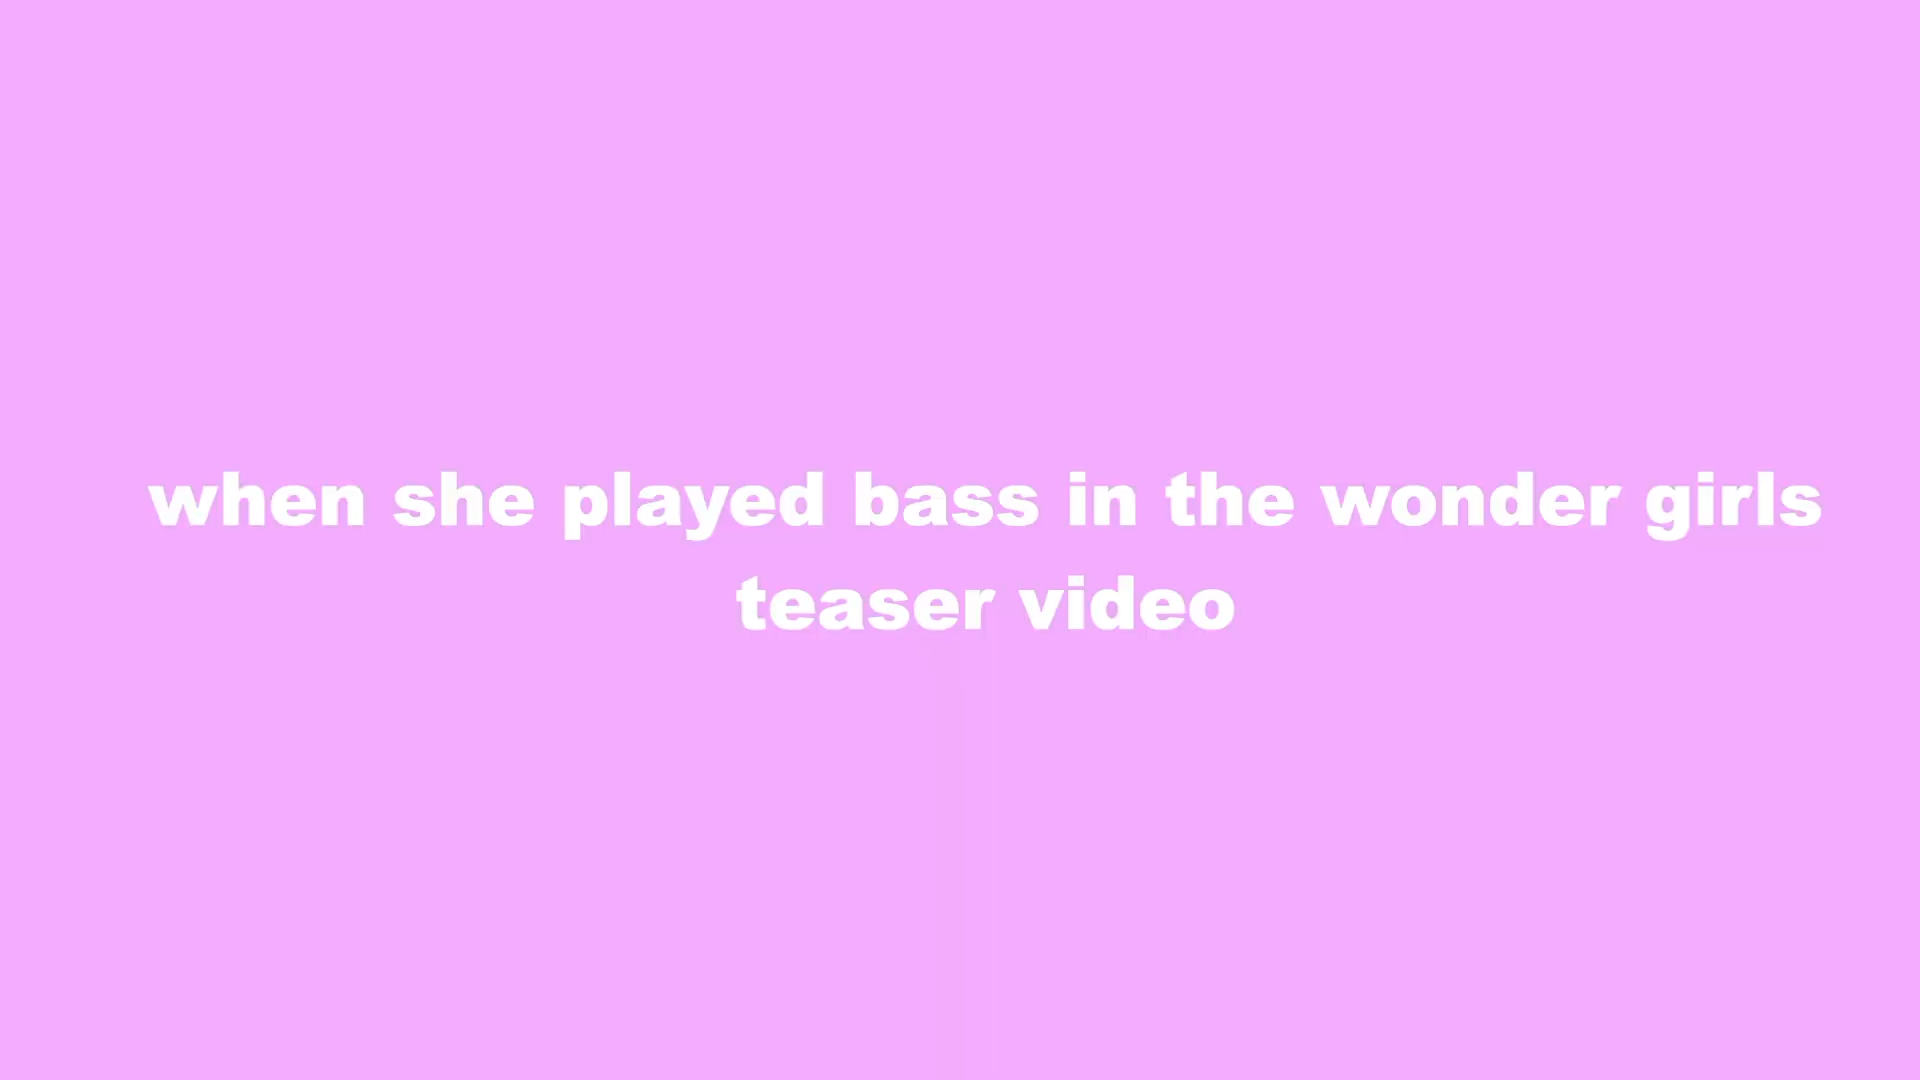 when she played bass in the wonder girls
teaser video